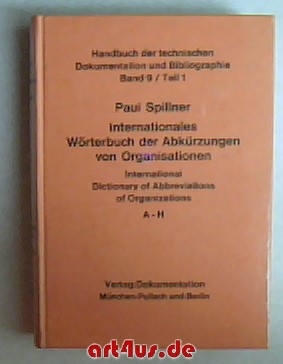 Handbuch der technischen
Dokumentation und Bibliographie
Band 9 / Teil 1
Paul Spillner
Internationales
Wörterbuch der Abkürzungen
von Organisationen
International
Dictionary of Abbreviations
of Organizations
A-H
Verlag Dokumentation
München-Pullach und Berlin
art4us.de